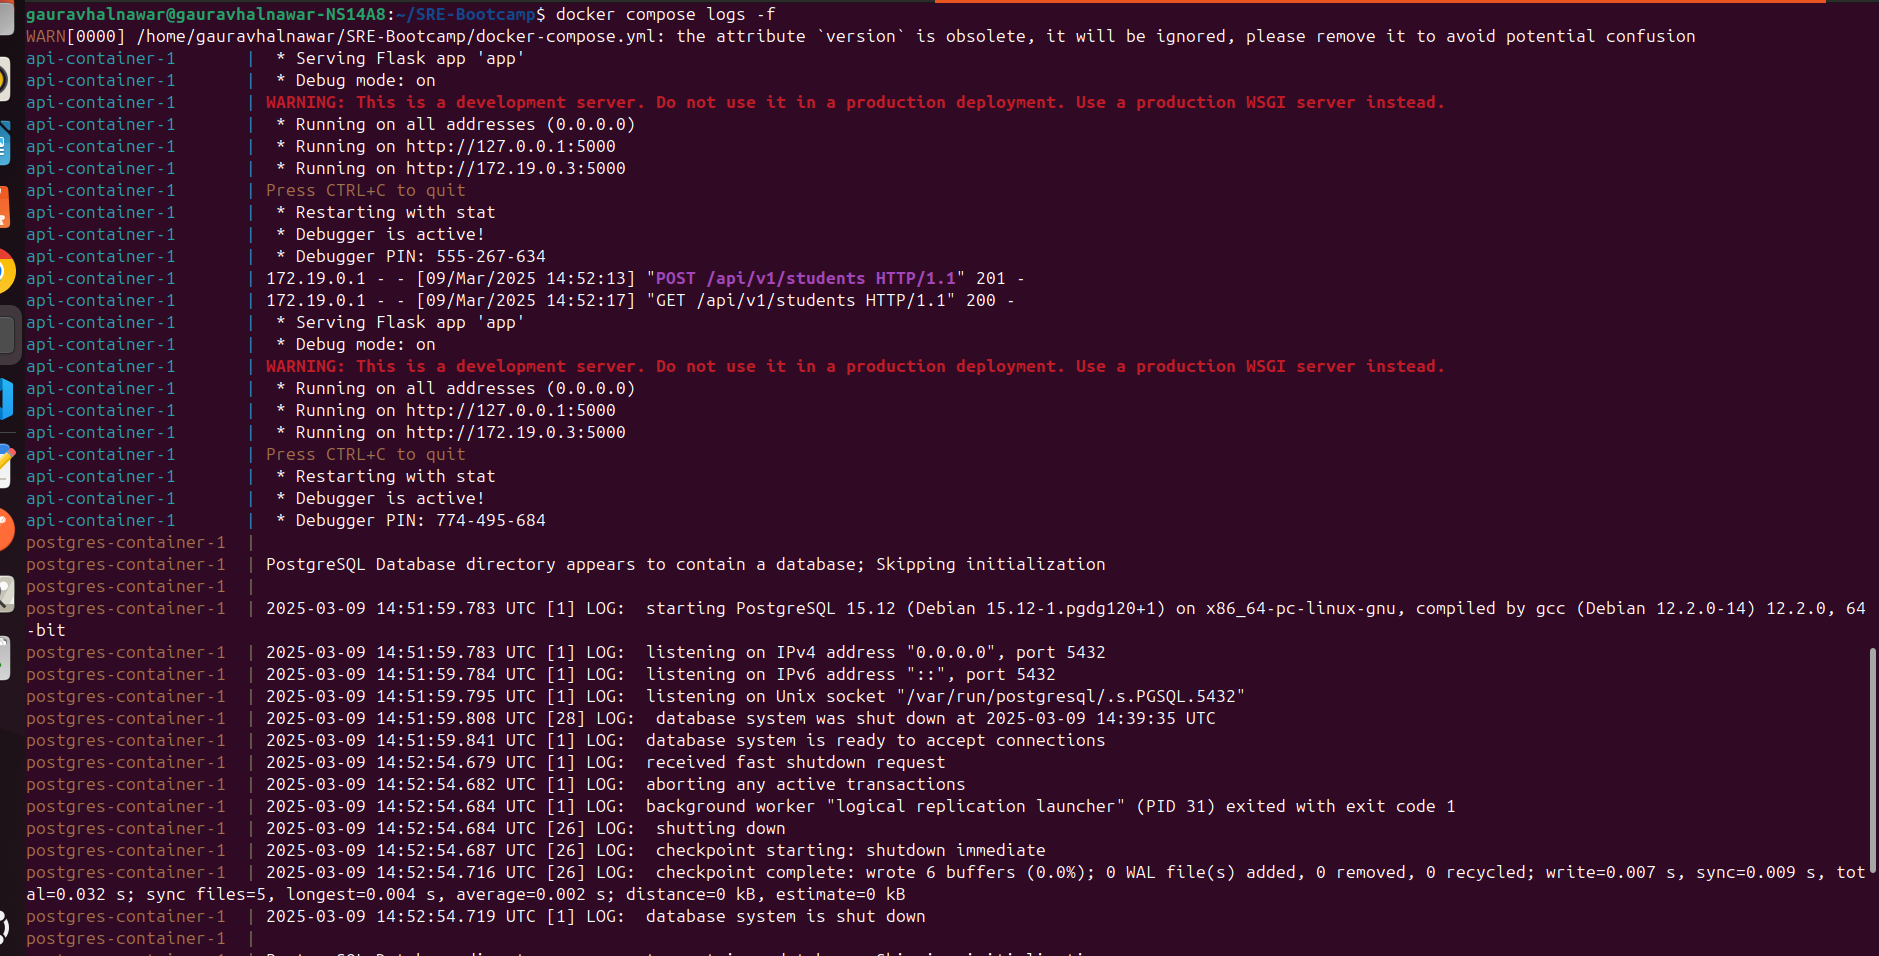 gauravhalnawar@gauravhalnawar-NS14A8:~/SRE-Bootcamp$ docker compose logs -f
WARN[0000] /home/gauravhalnawar/SRE-Bootcamp/docker-compose.yml: the attribute `version` is obsolete, it will be ignored, please remove it to avoid potential confusion
api-container-1 | * Serving Flask app 'app'
api-container-1 | * Debug mode: on
api-container-1 | WARNING: This is a development server. Do not use it in a production deployment. Use a production WSGI server instead.
api-container-1 | * Running on all addresses (0.0.0.0)
api-container-1 | * Running on http://127.0.0.1:5000
api-container-1 | * Running on http://172.19.0.3:5000
api-container-1 | Press CTRL+C to quit
api-container-1 | * Restarting with stat
api-container-1 | * Debugger is active!
api-container-1 | * Debugger PIN: 555-267-634
api-container-1 | 172.19.0.1 - - [09/Mar/2025 14:52:13] "POST /api/v1/students HTTP/1.1" 201 -
api-container-1 | 172.19.0.1 - - [09/Mar/2025 14:52:17] "GET /api/v1/students HTTP/1.1" 200 -
api-container-1 | * Serving Flask app 'app'
api-container-1 | * Debug mode: on
api-container-1 | WARNING: This is a development server. Do not use it in a production deployment. Use a production WSGI server instead.
api-container-1 | * Running on all addresses (0.0.0.0)
api-container-1 | * Running on http://127.0.0.1:5000
api-container-1 | * Running on http://172.19.0.3:5000
api-container-1 | Press CTRL+C to quit
api-container-1 | * Restarting with stat
api-container-1 | * Debugger is active!
api-container-1 | * Debugger PIN: 774-495-684
postgres-container-1 |
postgres-container-1 | PostgreSQL Database directory appears to contain a database; Skipping initialization
postgres-container-1 |
postgres-container-1 | 2025-03-09 14:51:59.783 UTC [1] LOG: starting PostgreSQL 15.12 (Debian 15.12-1.pgdg120+1) on x86_64-pc-linux-gnu, compiled by gcc (Debian 12.2.0-14) 12.2.0, 64
-bit
postgres-container-1 | 2025-03-09 14:51:59.783 UTC [1] LOG: listening on IPv4 address "0.0.0.0", port 5432
postgres-container-1 | 2025-03-09 14:51:59.784 UTC [1] LOG: listening on IPv6 address "::", port 5432
postgres-container-1 | 2025-03-09 14:51:59.795 UTC [1] LOG: listening on Unix socket "/var/run/postgresql/.s.PGSQL.5432"
postgres-container-1 | 2025-03-09 14:51:59.808 UTC [28] LOG: database system was shut down at 2025-03-09 14:39:35 UTC
postgres-container-1 | 2025-03-09 14:51:59.841 UTC [1] LOG: database system is ready to accept connections
postgres-container-1 | 2025-03-09 14:52:54.679 UTC [1] LOG: received fast shutdown request
postgres-container-1 | 2025-03-09 14:52:54.682 UTC [1] LOG: aborting any active transactions
postgres-container-1 | 2025-03-09 14:52:54.684 UTC [1] LOG: background worker "logical replication launcher" (PID 31) exited with exit code 1
postgres-container-1 | 2025-03-09 14:52:54.684 UTC [26] LOG: shutting down
postgres-container-1 | 2025-03-09 14:52:54.687 UTC [26] LOG: checkpoint starting: shutdown immediate
postgres-container-1 | 2025-03-09 14:52:54.716 UTC [26] LOG: checkpoint complete: wrote 6 buffers (0.0%); 0 WAL file(s) added, 0 removed, 0 recycled; write=0.007 s, sync=0.009 s, tot
al=0.032 s; sync files=5, longest=0.004 s, average=0.002 s; distance=0 kB, estimate=0 kB
postgres-container-1 | 2025-03-09 14:52:54.719 UTC [1] LOG: database system is shut down
postgres-container-1 |